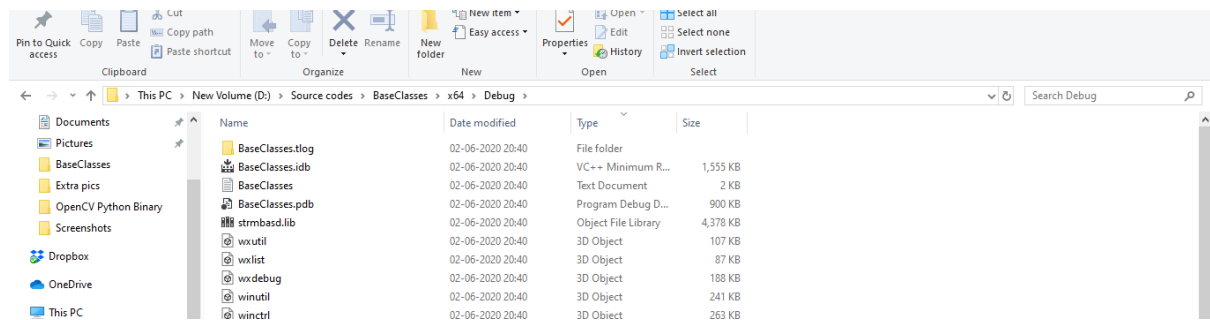 Cut
New item
Open
Select all
Copy path
Easy access
Edit
Select none
Pin to Quick access
Copy
Paste
Paste shortcut
Move to
Copy to
Delete
Rename
New folder
Properties
History
Invert selection
Clipboard
Organize
New
Open
Select
This PC > New Volume (D:) > Source codes > BaseClasses > x64 > Debug >
Search Debug
Documents
Pictures
BaseClasses
Extra pics
OpenCV Python Binary
Screenshots
Dropbox
OneDrive
This PC
Name Date modified Type Size
BaseClasses.tlog 02-06-2020 20:40 File folder
BaseClasses.idb 02-06-2020 20:40 VC++ Minimum R... 1,555 KB
BaseClasses 02-06-2020 20:40 Text Document 2 KB
BaseClasses.pdb 02-06-2020 20:40 Program Debug D... 900 KB
strmbasd.lib 02-06-2020 20:40 Object File Library 4,378 KB
wxutil 02-06-2020 20:40 3D Object 107 KB
wxlist 02-06-2020 20:40 3D Object 87 KB
wxdebug 02-06-2020 20:40 3D Object 188 KB
winutil 02-06-2020 20:40 3D Object 241 KB
winctrl 02-06-2020 20:40 3D Object 263 KB